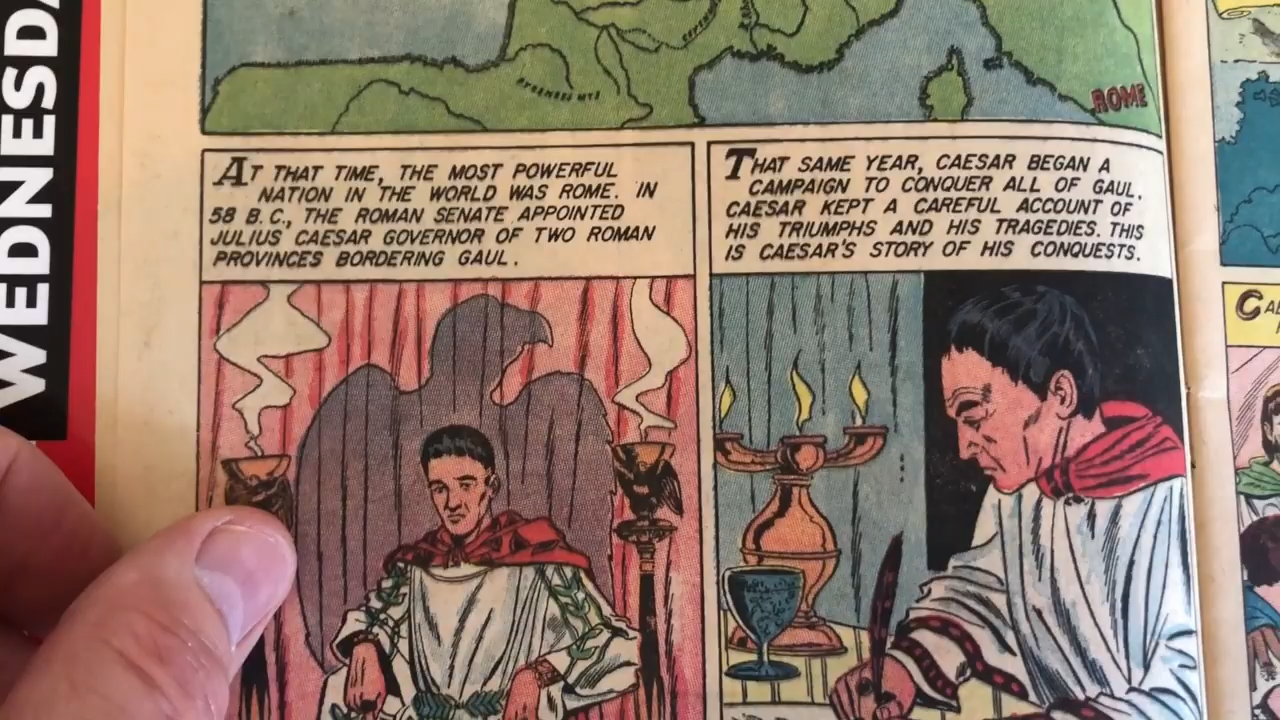 WEDNESDA
PYRENEES MTS
ROME
AT THAT TIME, THE MOST POWERFUL
NATION IN THE WORLD WAS ROME. IN
58 B.C., THE ROMAN SENATE APPOINTED
JULIUS CAESAR GOVERNOR OF TWO ROMAN
PROVINCES BORDERING GAUL.
THAT SAME YEAR, CAESAR BEGAN A
CAMPAIGN TO CONQUER ALL OF GAUL.
CAESAR KEPT A CAREFUL ACCOUNT OF
HIS TRIUMPHS AND HIS TRAGEDIES. THIS
IS CAESAR'S STORY OF HIS CONQUESTS.